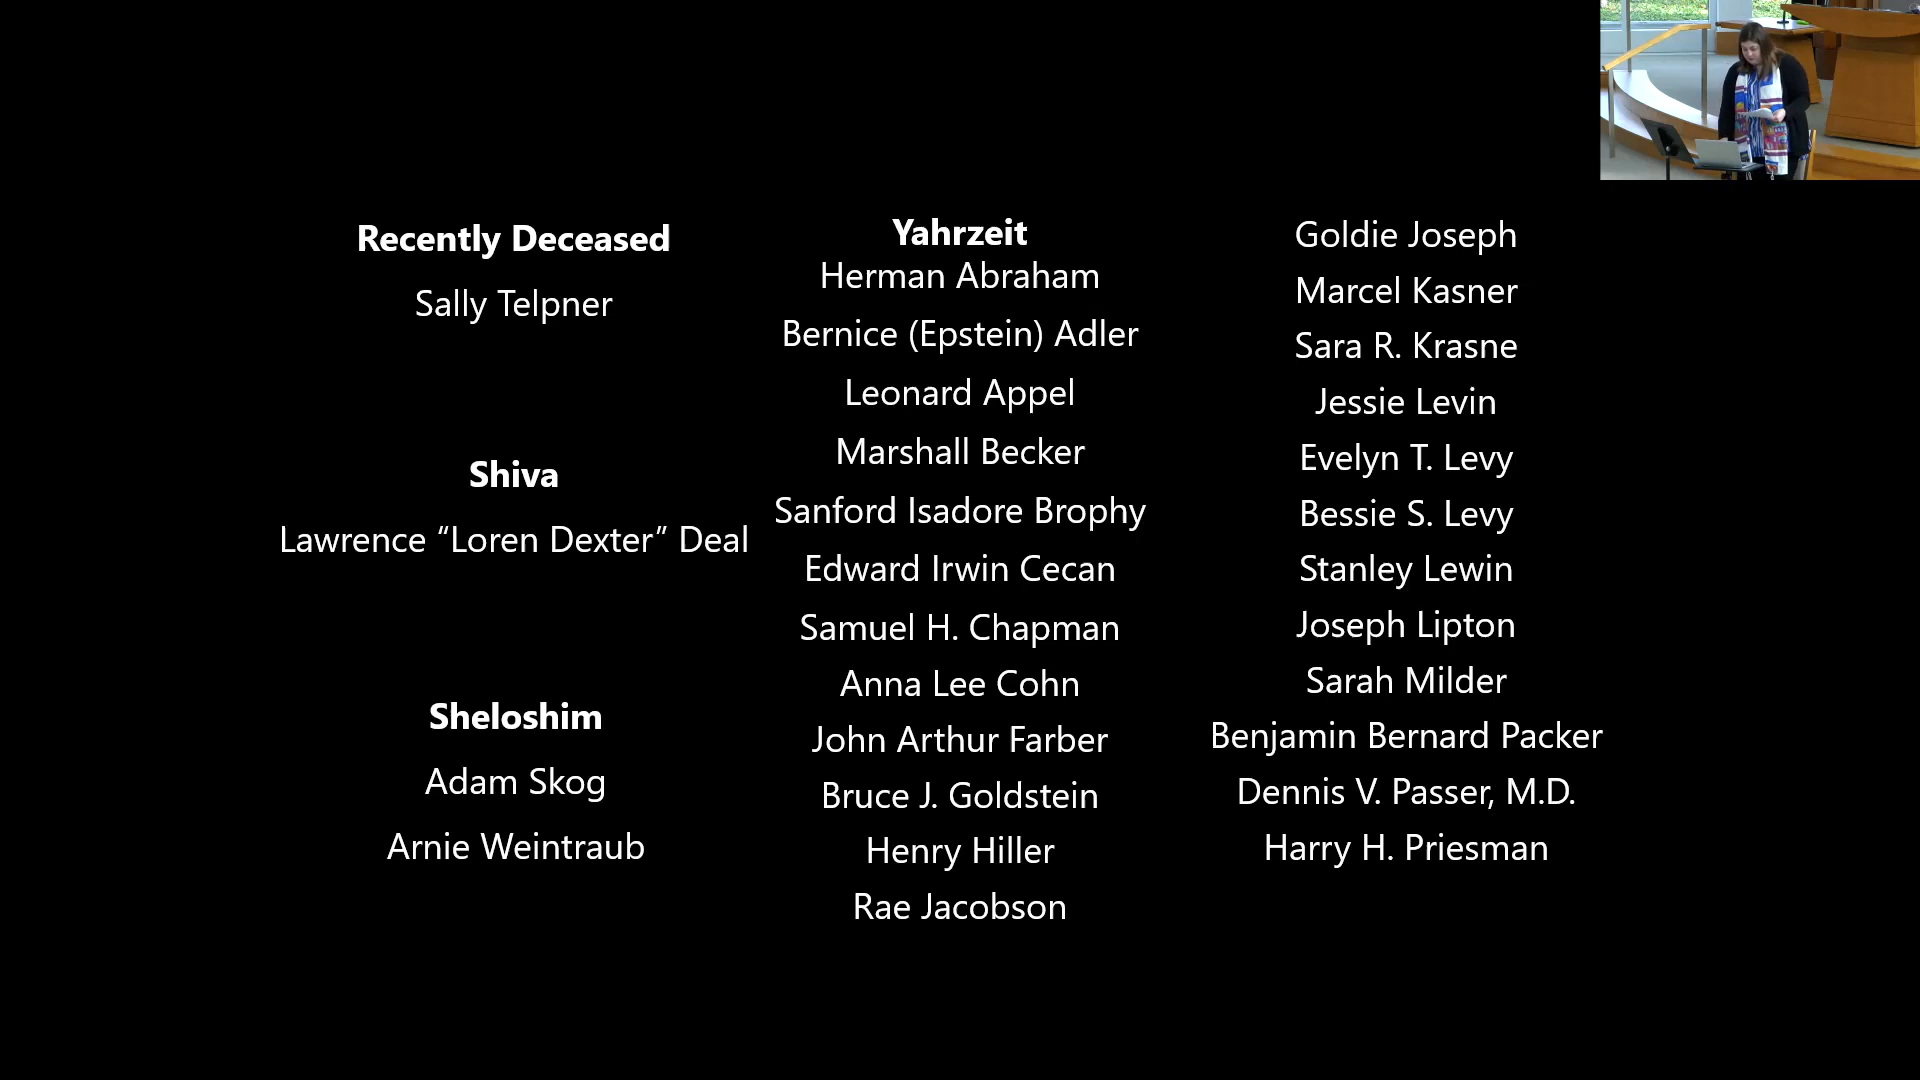 Recently Deceased
Sally Telpner
Shiva
Lawrence “Loren Dexter” Deal
Sheloshim
Adam Skog
Arnie Weintraub
Yahrzeit
Herman Abraham
Bernice (Epstein) Adler
Leonard Appel
Marshall Becker
Sanford Isadore Brophy
Edward Irwin Cecan
Samuel H. Chapman
Anna Lee Cohn
John Arthur Farber
Bruce J. Goldstein
Henry Hiller
Rae Jacobson
Goldie Joseph
Marcel Kasner
Sara R. Krasne
Jessie Levin
Evelyn T. Levy
Bessie S. Levy
Stanley Lewin
Joseph Lipton
Sarah Milder
Benjamin Bernard Packer
Dennis V. Passer, M.D.
Harry H. Priesman